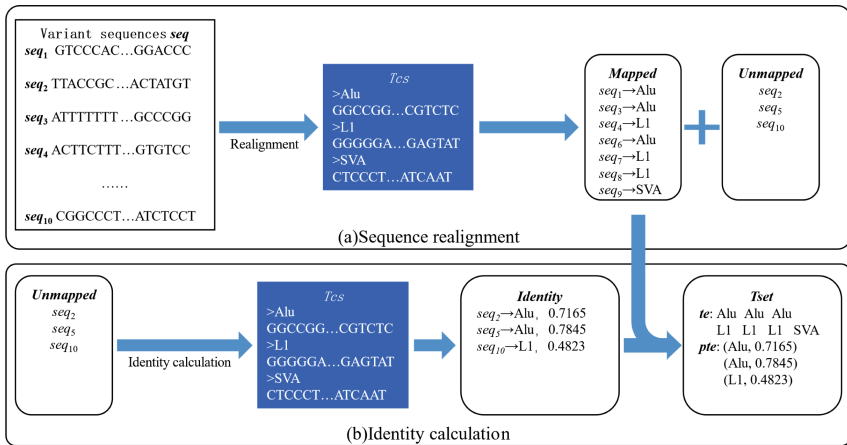 Variant sequences seq
seq1 GTCCCAC…GGACCC
seq2 TTACCGC …ACTATGT
seq3 ATTTTTTT …GCCCGG
seq4 ACTTCTTT …GTGTCC
……
seq10 CGGCCCT…ATCTCCT
Realignment
Tcs
>Alu
GGCCGG…CGTCTC
>L1
GGGGGA…GAGTAT
>SVA
CTCCCT…ATCAAT
Mapped
seq1→Alu
seq3→Alu
seq4→L1
seq6→Alu
seq7→L1
seq8→L1
seq9→SVA
Unmapped
seq2
seq5
seq10
(a)Sequence realignment
Unmapped
seq2
seq5
seq10
Identity calculation
Tcs
>Alu
GGCCGG…CGTCTC
>L1
GGGGGA…GAGTAT
>SVA
CTCCCT…ATCAAT
Identity
seq2→Alu, 0.7165
seq5→Alu, 0.7845
seq10→L1, 0.4823
Tset
te: Alu Alu Alu
L1 L1 L1 SVA
pte: (Alu, 0.7165)
(Alu, 0.7845)
(L1, 0.4823)
(b)Identity calculation